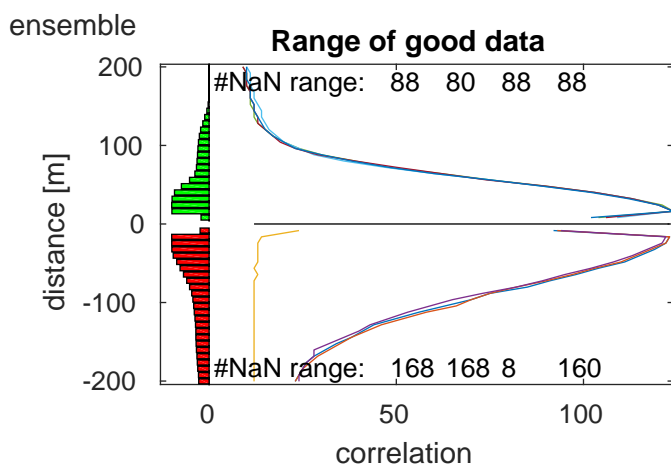 ensemble
Range of good data
200
#NaN range: 88 80 88 88
100
distance [m]
0
-100
#NaN range: 168 168 8 160
-200
0 50 100
correlation